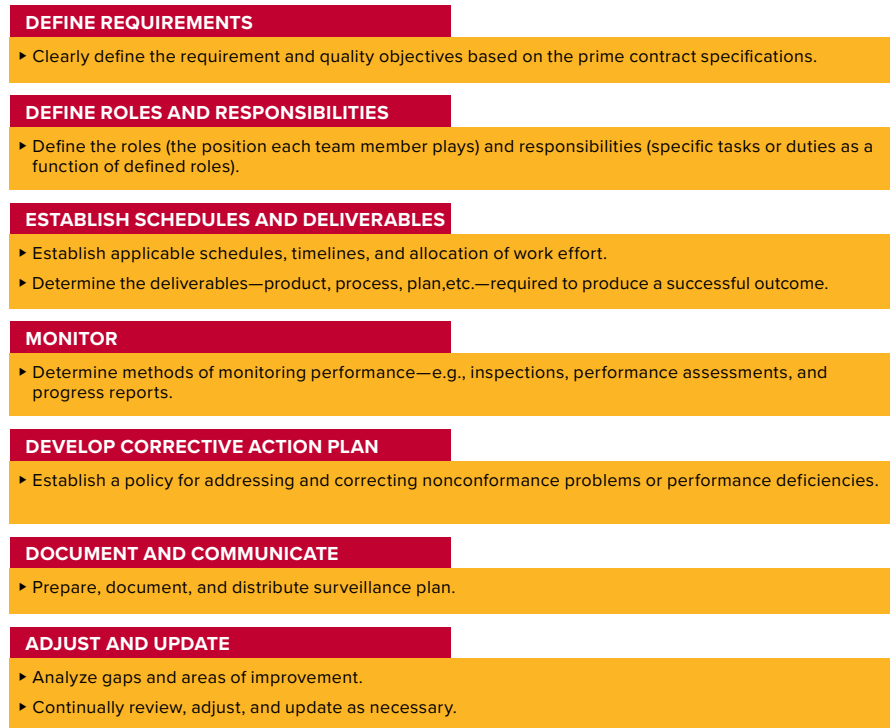 DEFINE REQUIREMENTS
‣ Clearly define the requirement and quality objectives based on the prime contract specifications.
DEFINE ROLES AND RESPONSIBILITIES
‣ Define the roles (the position each team member plays) and responsibilities (specific tasks or duties as a
function of defined roles).
ESTABLISH SCHEDULES AND DELIVERABLES
‣ Establish applicable schedules, timelines, and allocation of work effort.
‣ Determine the deliverables—product, process, plan,etc.—required to produce a successful outcome.
MONITOR
‣ Determine methods of monitoring performance—e.g., inspections, performance assessments, and
progress reports.
DEVELOP CORRECTIVE ACTION PLAN
‣ Establish a policy for addressing and correcting nonconformance problems or performance deficiencies.
DOCUMENT AND COMMUNICATE
‣ Prepare, document, and distribute surveillance plan.
ADJUST AND UPDATE
‣ Analyze gaps and areas of improvement.
‣ Continually review, adjust, and update as necessary.